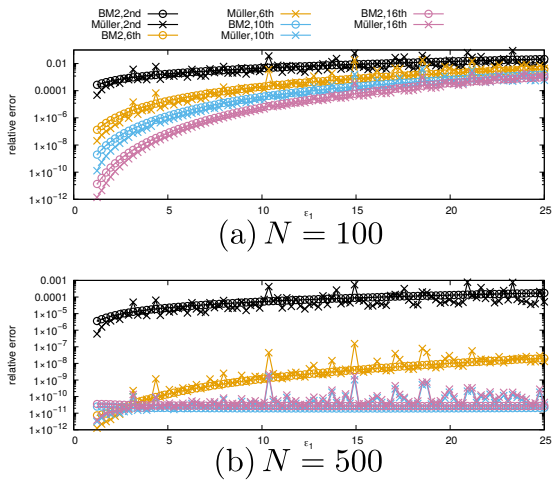 BM2,2nd
Müller,2nd
BM2,6th
Müller,6th
BM2,10th
Müller,10th
BM2,16th
Müller,16th
relative error
0.01
0.0001
1×10⁻⁶
1×10⁻⁸
1×10⁻¹⁰
1×10⁻¹²
0 5 10 15 20 25
ε₁
(a) N = 100
relative error
0.001
0.0001
1×10⁻⁵
1×10⁻⁶
1×10⁻⁷
1×10⁻⁸
1×10⁻⁹
1×10⁻¹⁰
1×10⁻¹¹
1×10⁻¹²
0 5 10 15 20 25
ε₁
(b) N = 500